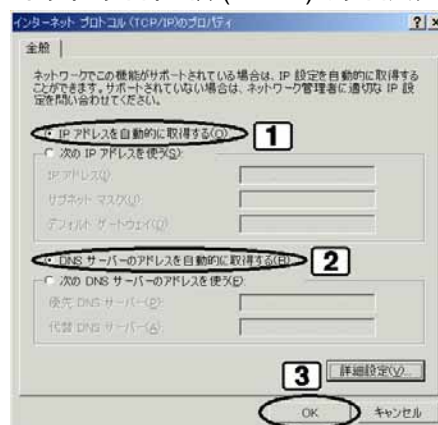 インターネット プロトコル (TCP/IP)のプロパティ
? ×
全般
ネットワークでこの機能がサポートされている場合は、IP 設定を自動的に取得する
ことができます。サポートされていない場合は、ネットワーク管理者に適切な IP 設
定を問い合わせてください。
IP アドレスを自動的に取得する(O)
1
次の IP アドレスを使う(S):
IP アドレス(I):
サブネット マスク(U):
デフォルト ゲートウェイ(D):
DNS サーバーのアドレスを自動的に取得する(B)
2
次の DNS サーバーのアドレスを使う(E):
優先 DNS サーバー(P):
代替 DNS サーバー(A):
3
詳細設定(V)...
OK
キャンセル